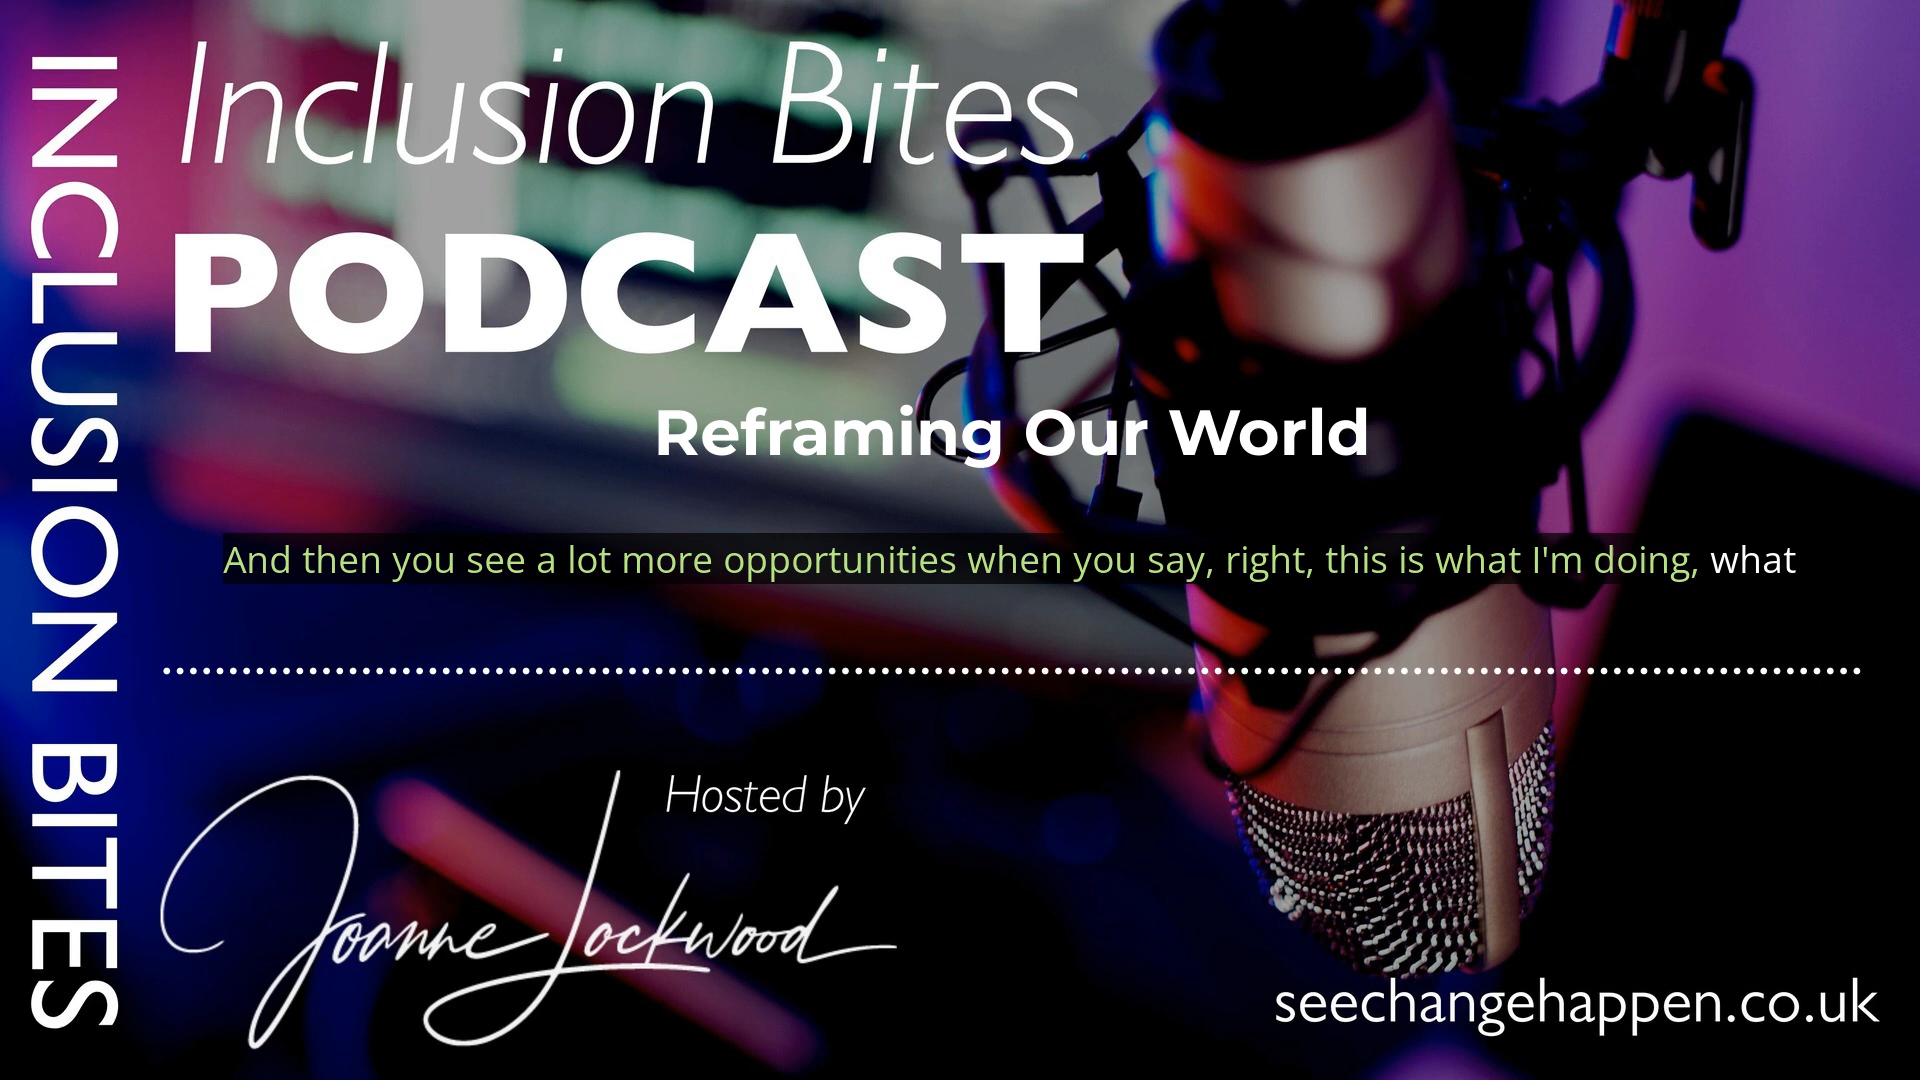 INCLUSION BITES
Inclusion Bites
PODCAST
Reframing Our World
And then you see a lot more opportunities when you say, right, this is what I'm doing, what
Hosted by
Joanne Lockwood
seechangehappen.co.uk